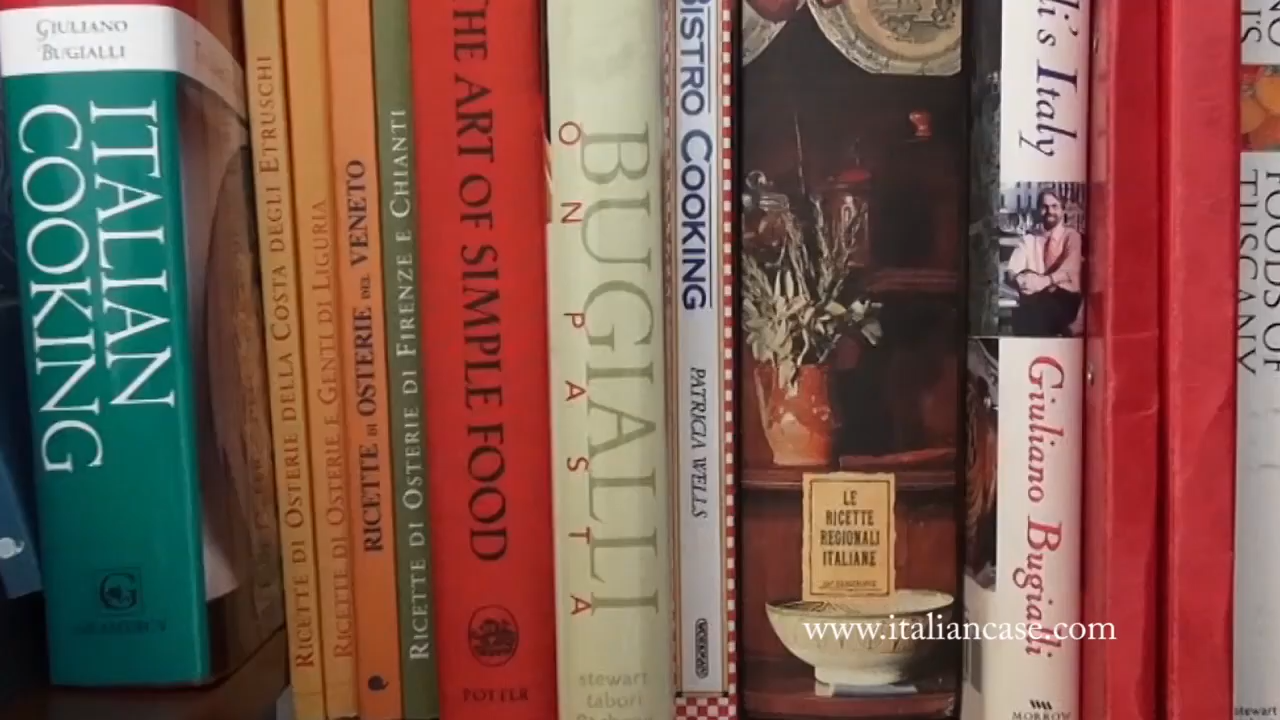 GIULIANO
BUGIALLI
ITALIAN
COOKING
RICETTE DI OSTERIE DELLA COSTA DEGLI ETRUSCHI
RICETTE DI OSTERIE E GENTI DI LIGURIA
RICETTE DI OSTERIE DEL VENETO
RICETTE DI OSTERIE DI FIRENZE E CHIANTI
THE ART OF SIMPLE FOOD
POTTER
BUGIALLI
ON PASTA
stewart
tabori
BISTRO COOKING
PATRICIA WELLS
LE
RICETTE
REGIONALI
ITALIANE
Italy
Giuliano Bugialli
MORROW
FOODS OF
TUSCANY
stewart
www.italiancase.com